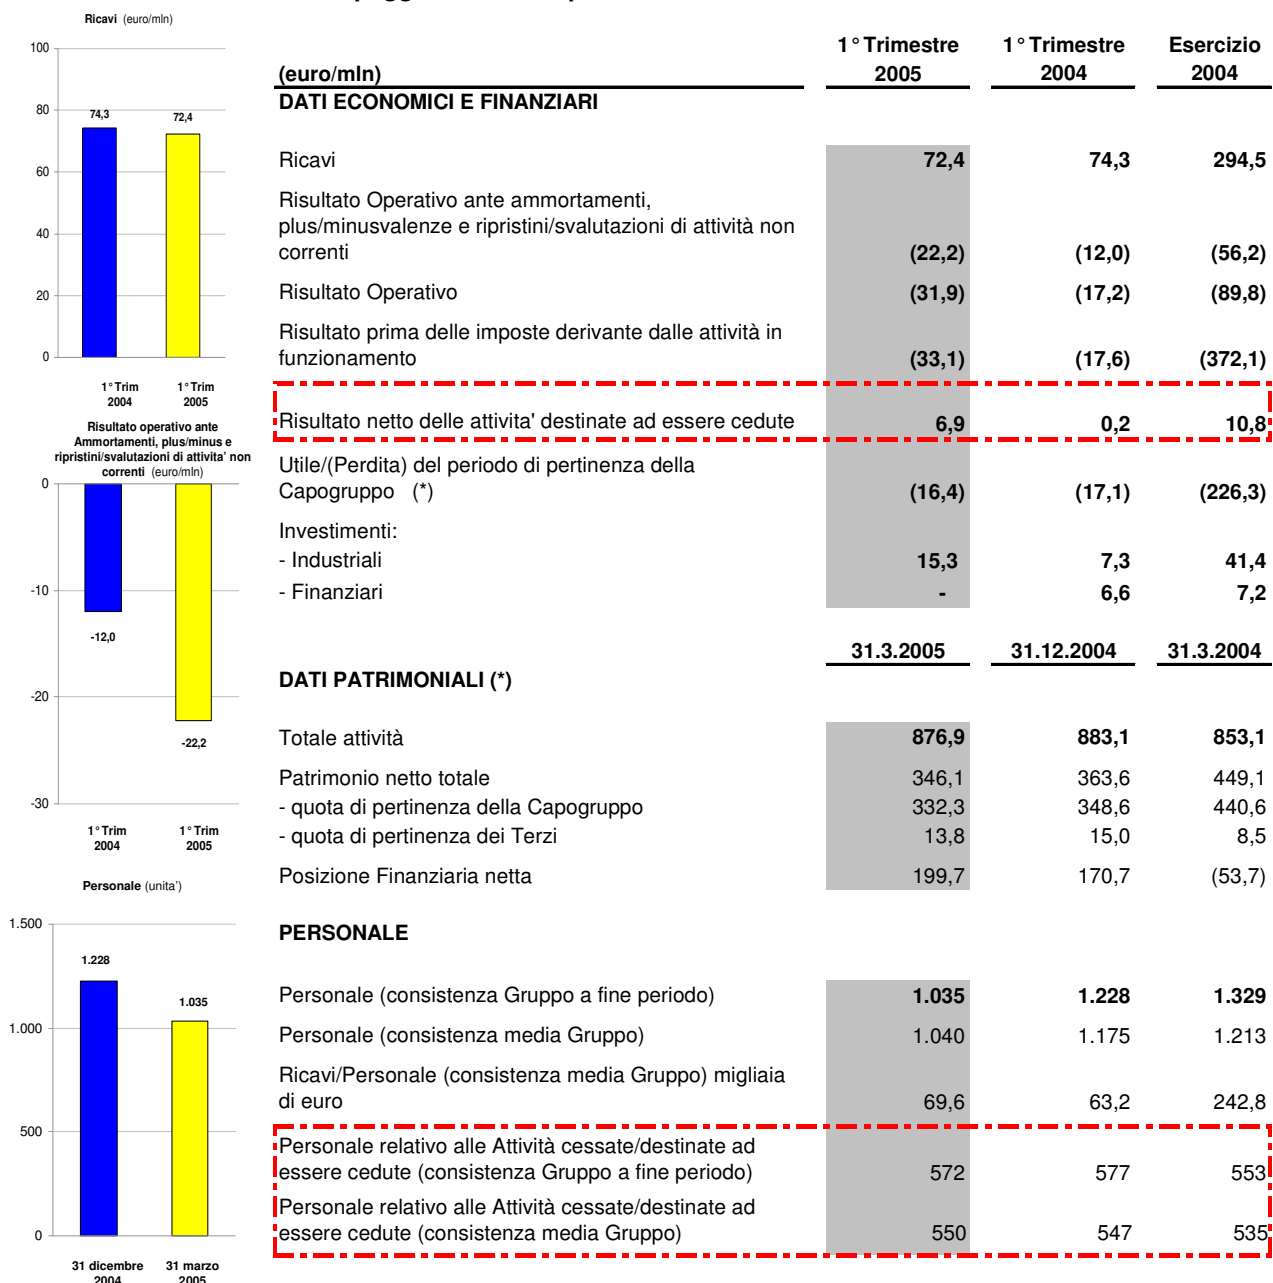 Ricavi (euro/mln)
100
80
60
40
20
0
74,3
72,4
1° Trim
2004
1° Trim
2005
Risultato operativo ante
Ammortamenti, plus/minus e
ripristini/svalutazioni di attivita' non
correnti (euro/mln)
0
-10
-20
-30
-12,0
-22,2
1° Trim
2004
1° Trim
2005
Personale (unita')
1.500
1.000
500
0
1.228
1.035
31 dicembre
2004
31 marzo
2005
1° Trimestre 1° Trimestre Esercizio
(euro/mln) 2005 2004 2004
DATI ECONOMICI E FINANZIARI
Ricavi 72,4 74,3 294,5
Risultato Operativo ante ammortamenti,
plus/minusvalenze e ripristini/svalutazioni di attività non
correnti (22,2) (12,0) (56,2)
Risultato Operativo (31,9) (17,2) (89,8)
Risultato prima delle imposte derivante dalle attività in
funzionamento (33,1) (17,6) (372,1)
Risultato netto delle attivita' destinate ad essere cedute 6,9 0,2 10,8
Utile/(Perdita) del periodo di pertinenza della
Capogruppo (*) (16,4) (17,1) (226,3)
Investimenti:
- Industriali 15,3 7,3 41,4
- Finanziari - 6,6 7,2
31.3.2005 31.12.2004 31.3.2004
DATI PATRIMONIALI (*)
Totale attività 876,9 883,1 853,1
Patrimonio netto totale 346,1 363,6 449,1
- quota di pertinenza della Capogruppo 332,3 348,6 440,6
- quota di pertinenza dei Terzi 13,8 15,0 8,5
Posizione Finanziaria netta 199,7 170,7 (53,7)
PERSONALE
Personale (consistenza Gruppo a fine periodo) 1.035 1.228 1.329
Personale (consistenza media Gruppo) 1.040 1.175 1.213
Ricavi/Personale (consistenza media Gruppo) migliaia
di euro 69,6 63,2 242,8
Personale relativo alle Attività cessate/destinate ad
essere cedute (consistenza Gruppo a fine periodo) 572 577 553
Personale relativo alle Attività cessate/destinate ad
essere cedute (consistenza media Gruppo) 550 547 535